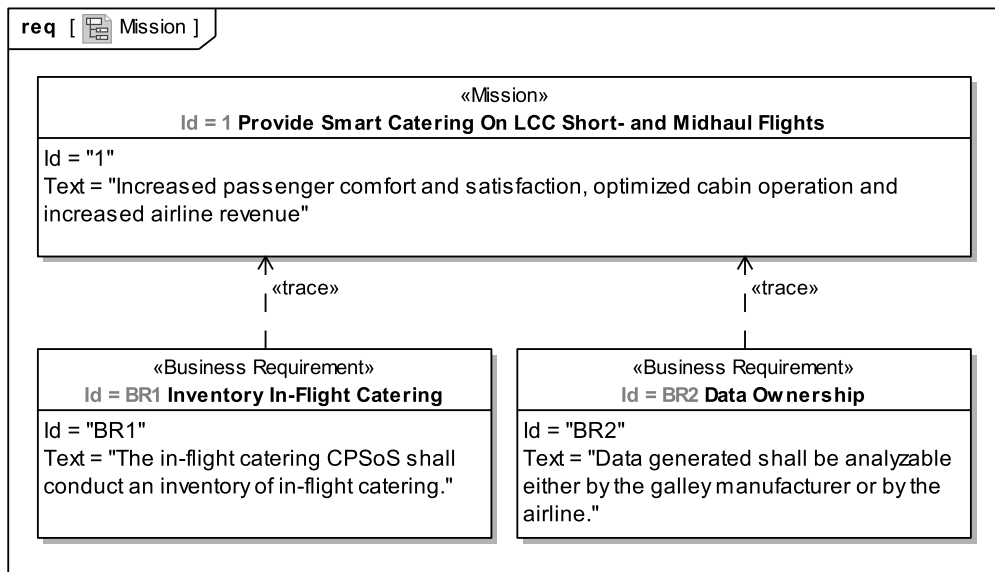 req [ Mission ]
«Mission»
Id = 1 Provide Smart Catering On LCC Short- and Midhaul Flights
Id = "1"
Text = "Increased passenger comfort and satisfaction, optimized cabin operation and
increased airline revenue"
«trace»
«trace»
«Business Requirement»
Id = BR1 Inventory In-Flight Catering
Id = "BR1"
Text = "The in-flight catering CPSoS shall
conduct an inventory of in-flight catering."
«Business Requirement»
Id = BR2 Data Ownership
Id = "BR2"
Text = "Data generated shall be analyzable
either by the galley manufacturer or by the
airline."